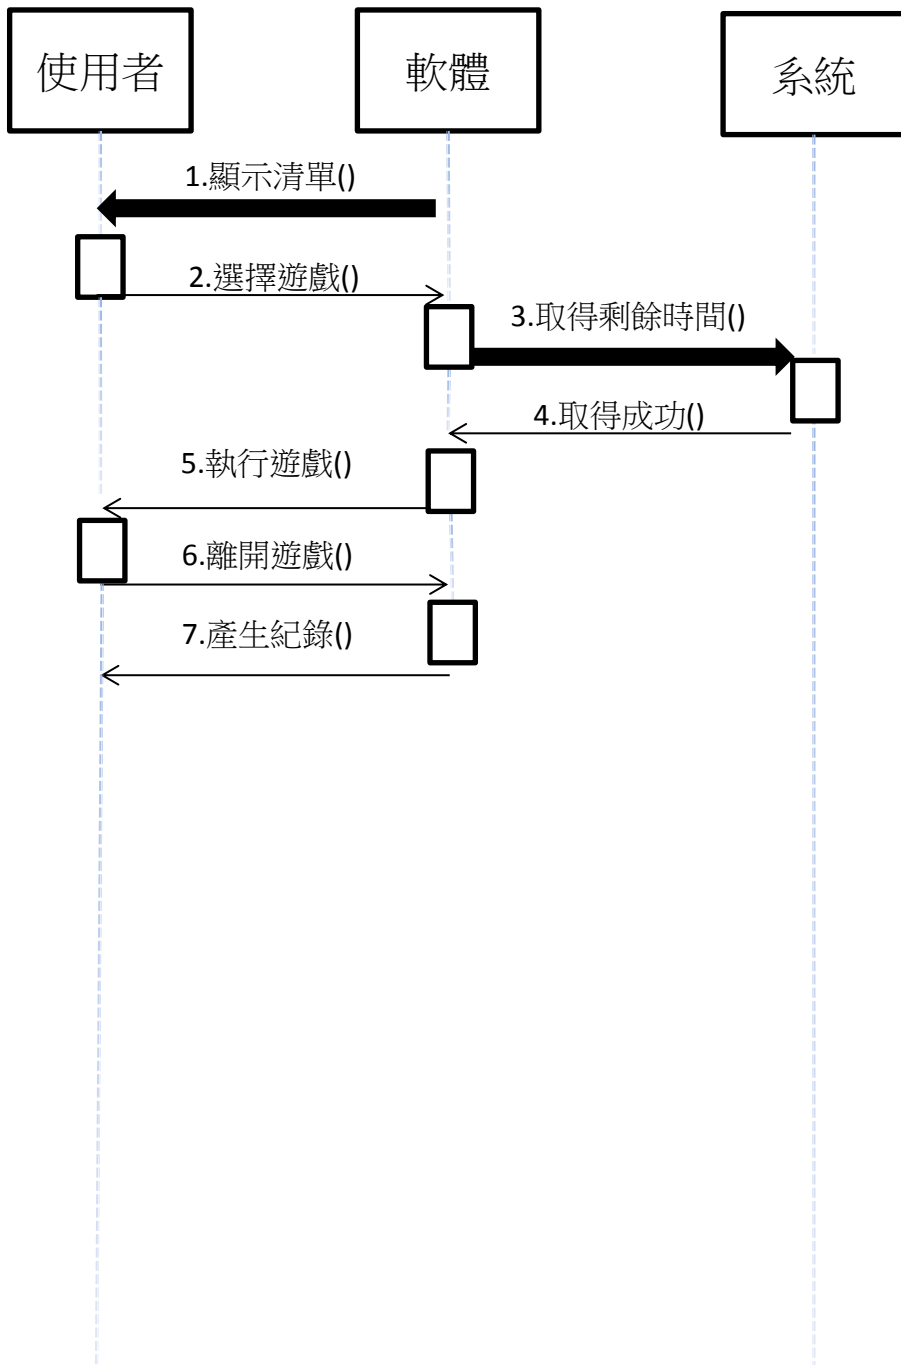 使用者
軟體
系統
1.顯示清單()
2.選擇遊戲()
3.取得剩餘時間()
4.取得成功()
5.執行遊戲()
6.離開遊戲()
7.產生紀錄()